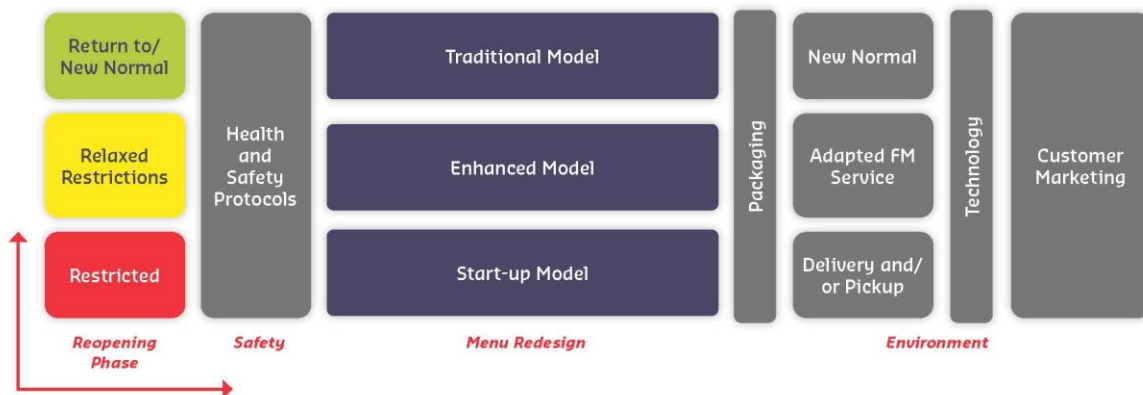 Return to/
New Normal
Relaxed
Restrictions
Restricted
Reopening
Phase
Health
and
Safety
Protocols
Safety
Traditional Model
Enhanced Model
Start-up Model
Menu Redesign
Packaging
New Normal
Adapted FM
Service
Delivery and/
or Pickup
Environment
Technology
Customer
Marketing